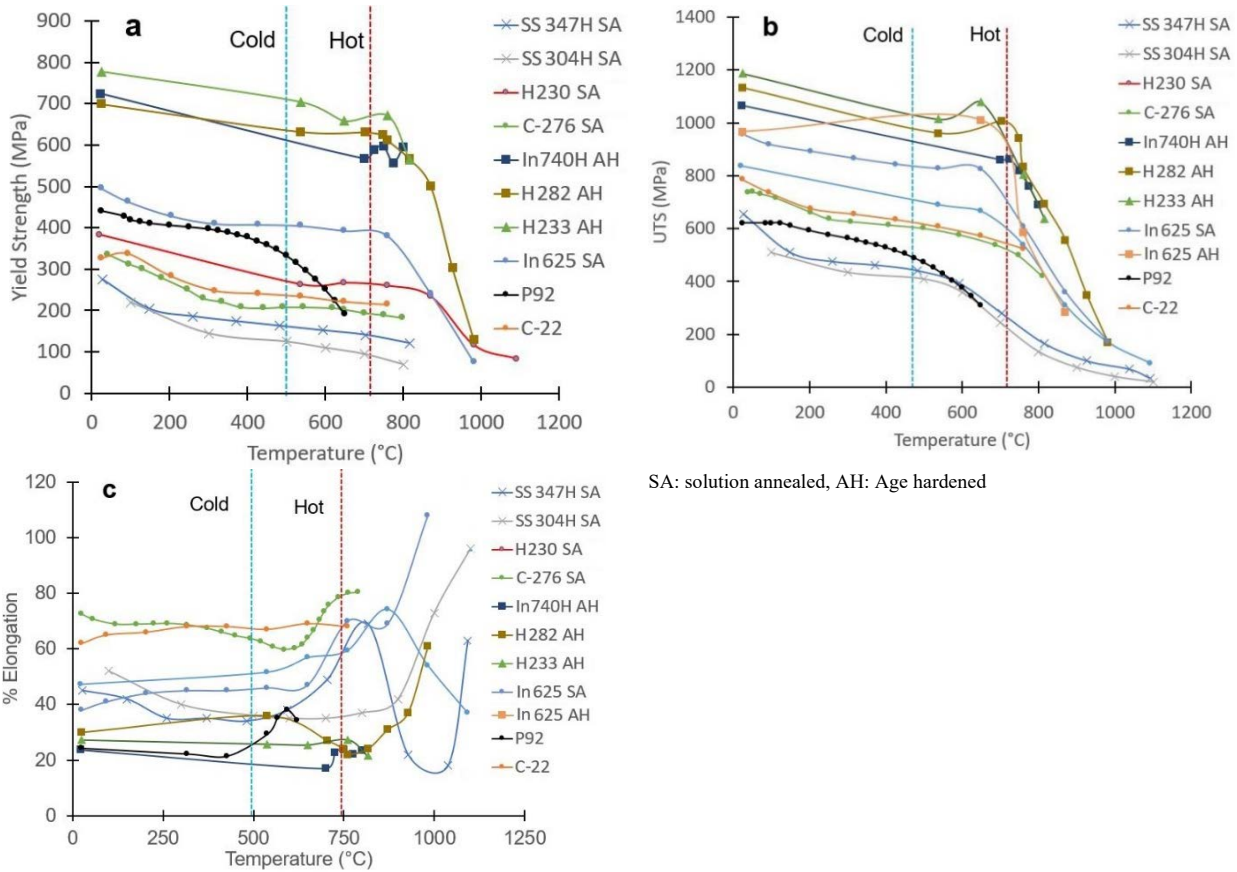 a
Cold
Hot
Yield Strength (MPa)
900
800
700
600
500
400
300
200
100
0
0 200 400 600 800 1000 1200
Temperature (°C)
SS 347H SA
SS 304H SA
H230 SA
C-276 SA
In740H AH
H282 AH
H233 AH
In 625 SA
P92
C-22
b
Cold
Hot
UTS (MPa)
1400
1200
1000
800
600
400
200
0
0 200 400 600 800 1000 1200
Temperature (°C)
SS 347H SA
SS 304H SA
H230 SA
C-276 SA
In740H AH
H282 AH
H233 AH
In 625 SA
In 625 AH
P92
C-22
c
Cold
Hot
% Elongation
120
100
80
60
40
20
0
0 250 500 750 1000 1250
Temperature (°C)
SS 347H SA
SS 304H SA
H230 SA
C-276 SA
In740H AH
H282 AH
H233 AH
In 625 SA
In 625 AH
P92
C-22
SA: solution annealed, AH: Age hardened